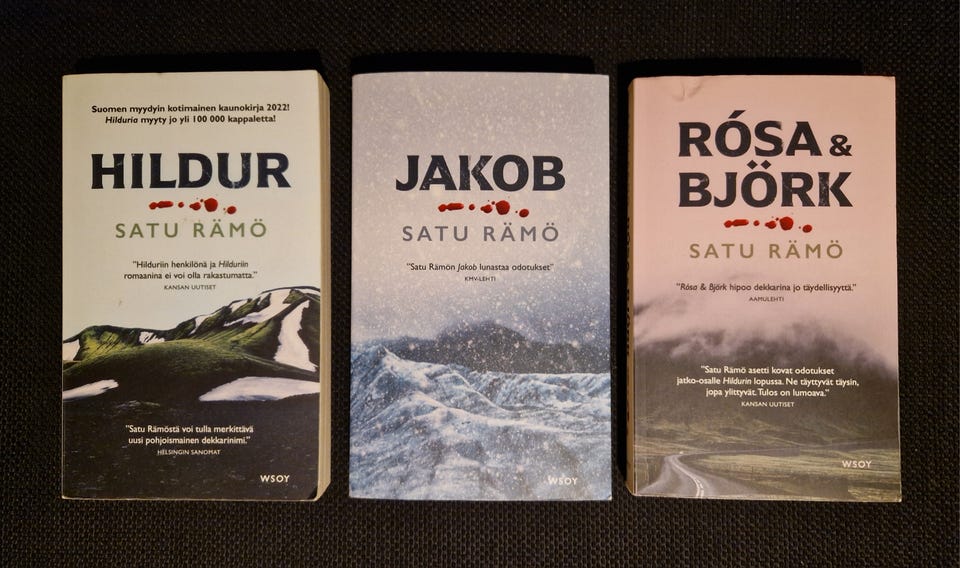 Suomen myydyin kotimainen kaunokirja 2022!
Hilduria myyty jo yli 100 000 kappaletta!
HILDUR
SATU RÄMÖ
"Hilduriin henkilönä ja Hilduriin
romaanina ei voi olla rakastumatta."
KANSAN UUTISET
"Satu Rämöstä voi tulla merkittävä
uusi pohjoismainen dekkarinimi."
HELSINGIN SANOMAT
WSOY
JAKOB
SATU RÄMÖ
"Satu Rämön Jakob lunastaa odotukset"
KMV-LEHTI
WSOY
RÓSA &
BJÖRK
SATU RÄMÖ
"Rósa & Björk hipoo dekkarina jo täydellisyyttä."
AAMULEHTI
"Satu Rämö asetti kovat odotukset
jatko-osalle Hildurin lopussa. Ne täyttyvät täysin,
jopa ylittyvät. Tulos on lumoava."
KANSAN UUTISET
WSOY